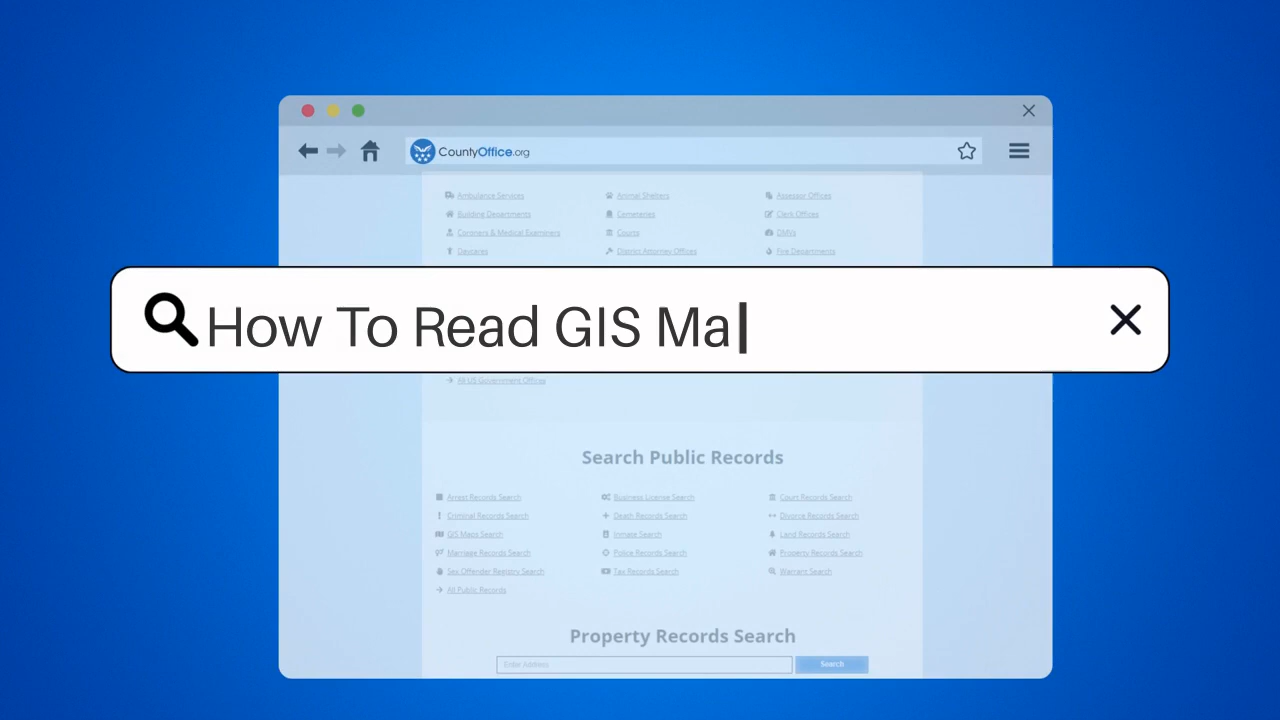 CountyOffice.org
Ambulance Services Animal Shelters Assessor Offices
Building Departments Cemeteries Clerk Offices
Coroners & Medical Examiners Courts DMVs
Daycares District Attorney Offices Fire Departments
How To Read GIS Ma
All US Government Offices
Search Public Records
Arrest Records Search Business License Search Court Records Search
Criminal Records Search Death Records Search Divorce Records Search
GIS Maps Search Inmate Search Land Records Search
Marriage Records Search Police Records Search Property Records Search
Sex Offender Registry Search Tax Records Search Warrant Search
All Public Records
Property Records Search
Enter Address Search